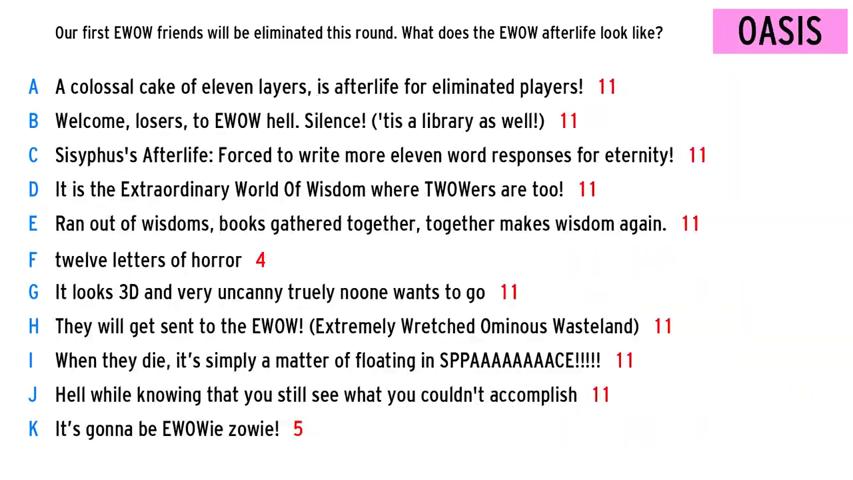 Our first EWOW friends will be eliminated this round. What does the EWOW afterlife look like?
OASIS
A A colossal cake of eleven layers, is afterlife for eliminated players! 11
B Welcome, losers, to EWOW hell. Silence! ('tis a library as well!) 11
C Sisyphus's Afterlife: Forced to write more eleven word responses for eternity! 11
D It is the Extraordinary World Of Wisdom where TWOWers are too! 11
E Ran out of wisdoms, books gathered together, together makes wisdom again. 11
F twelve letters of horror 4
G It looks 3D and very uncanny truely noone wants to go 11
H They will get sent to the EWOW! (Extremely Wretched Ominous Wasteland) 11
I When they die, it’s simply a matter of floating in SPPAAAAAAAACE!!!!! 11
J Hell while knowing that you still see what you couldn't accomplish 11
K It’s gonna be EWOWie zowie! 5